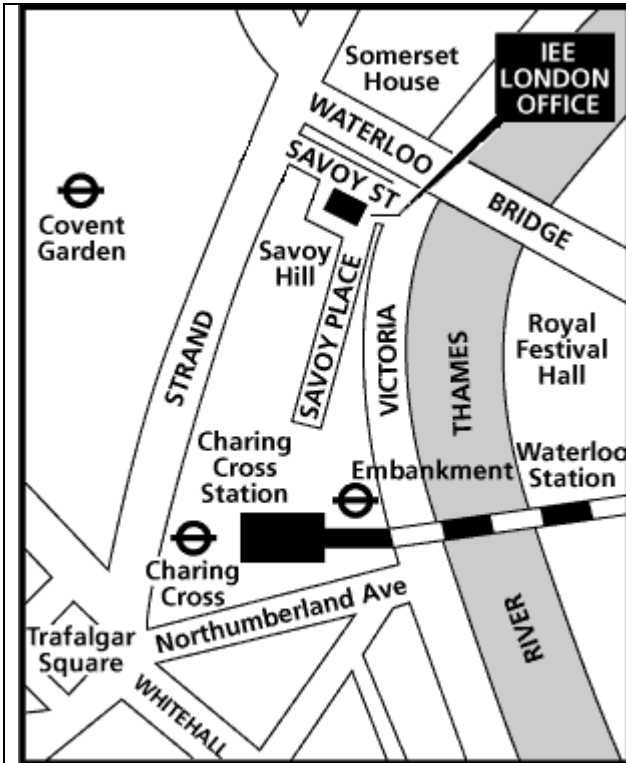 Somerset
House
IEE
LONDON
OFFICE
WATERLOO
BRIDGE
SAVOY ST
Covent
Garden
Savoy
Hill
SAVOY PLACE
STRAND
VICTORIA
THAMES
Royal
Festival
Hall
Charing
Cross
Station
Embankment
Waterloo
Station
Charing
Cross
Northumberland Ave
Trafalgar
Square
WHITEHALL
RIVER